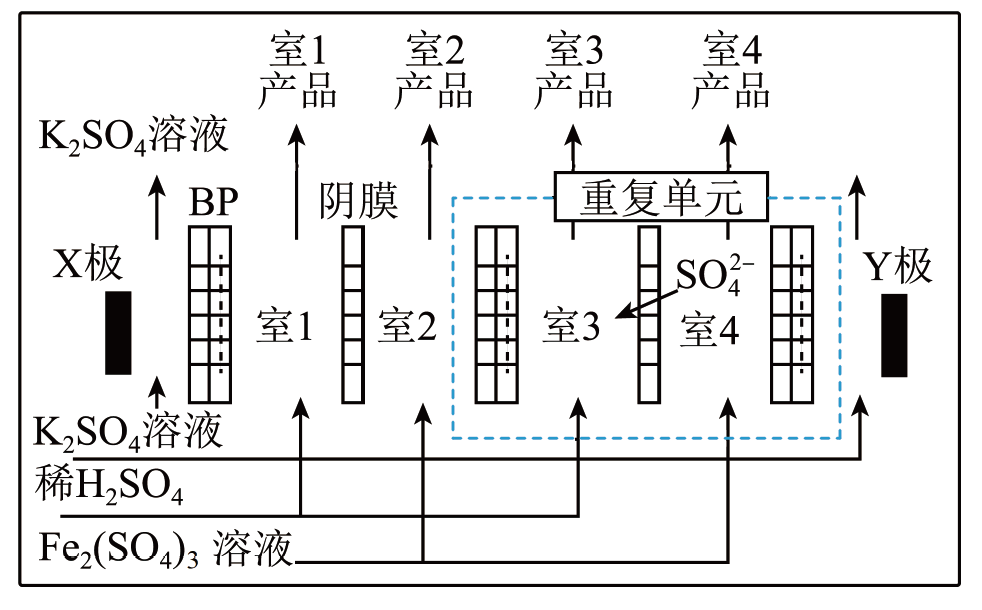 室1
产品
室2
产品
室3
产品
室4
产品
K₂SO₄溶液
BP
阴膜
重复单元
X极
Y极
SO₄²⁻
室1
室2
室3
室4
K₂SO₄溶液
稀H₂SO₄
Fe₂(SO₄)₃ 溶液